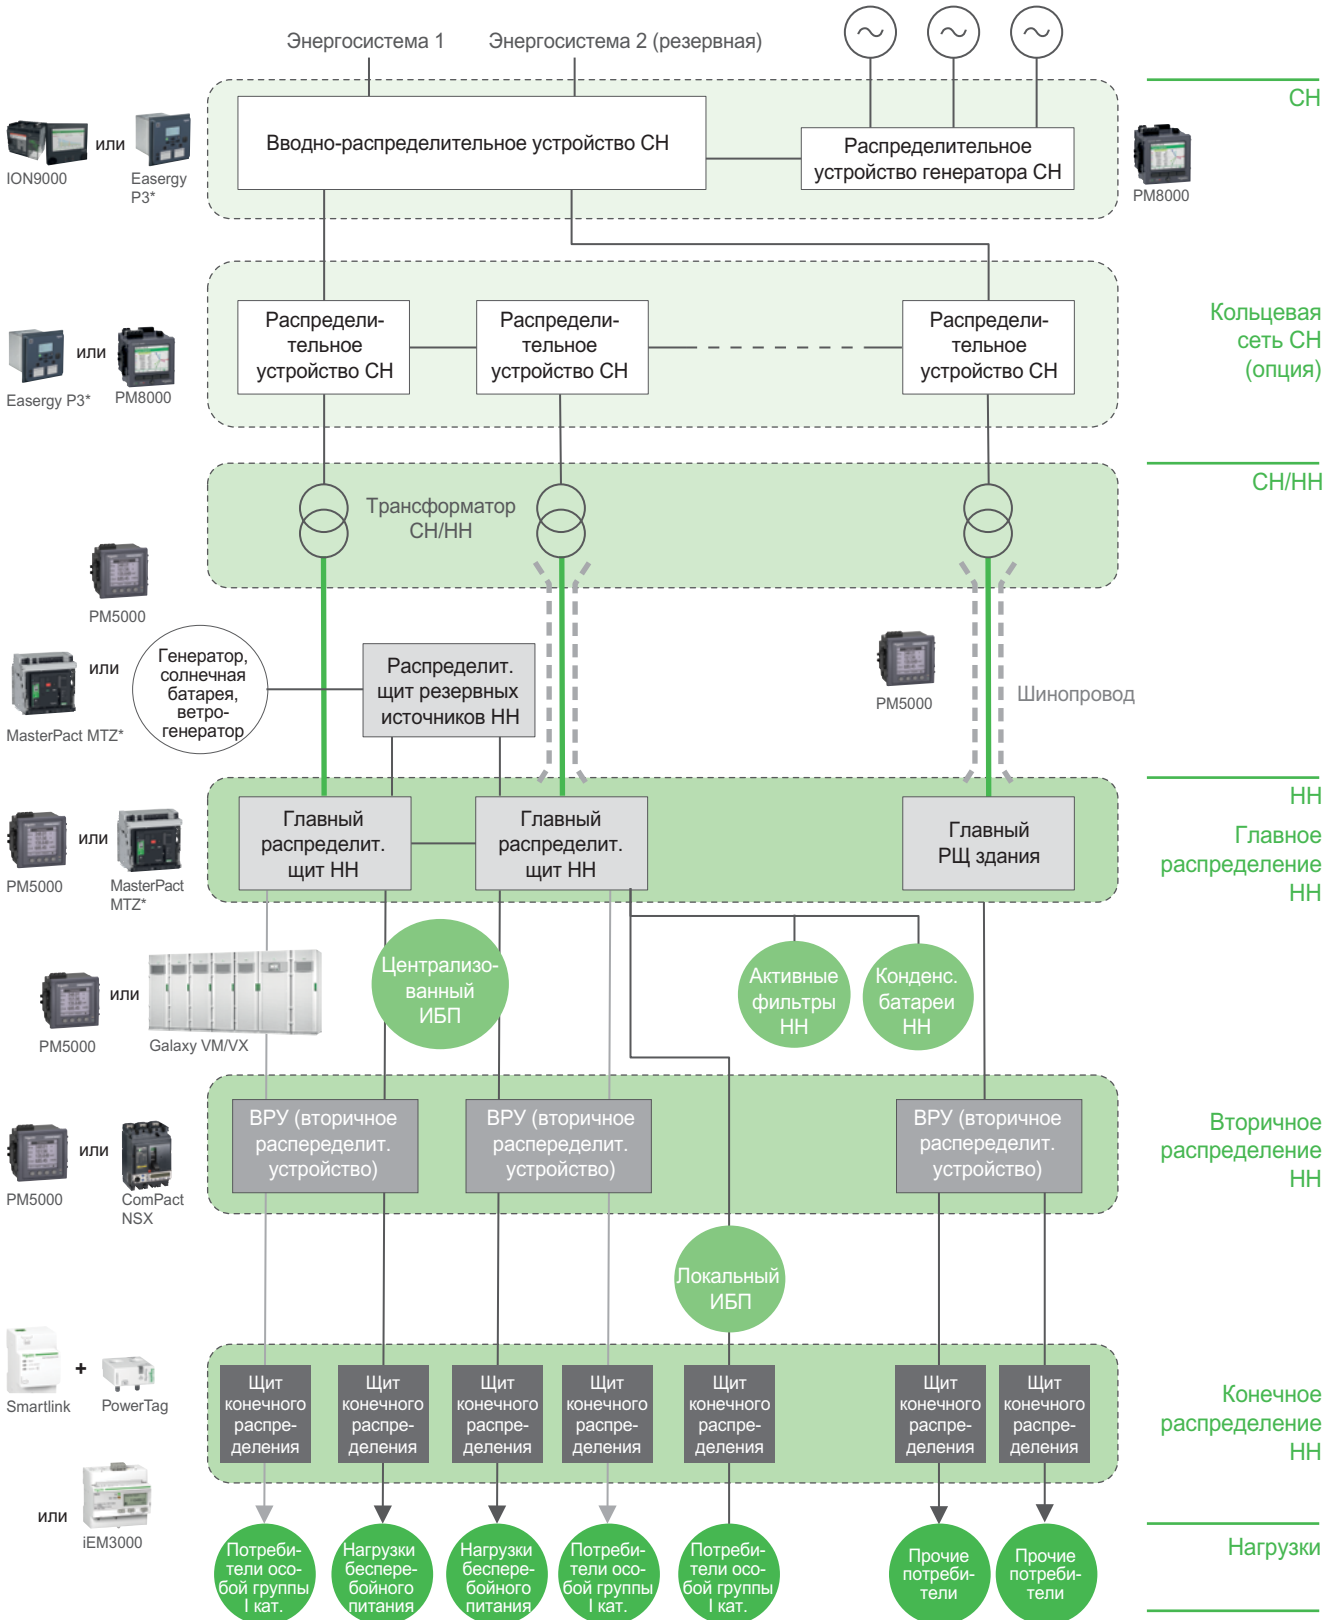 Энергосистема 1
Энергосистема 2 (резервная)
СН
Вводно-распределительное устройство СН
Распределительное
устройство генератора СН
или
ION9000
Easergy
P3*
PM8000
Распредели-
тельное
устройство СН
Распредели-
тельное
устройство СН
Распредели-
тельное
устройство СН
Кольцевая
сеть СН
(опция)
или
Easergy P3*
PM8000
СН/НН
Трансформатор
СН/НН
PM5000
или
MasterPact MTZ*
Генератор,
солнечная
батарея,
ветро-
генератор
Распределит.
щит резервных
источников НН
PM5000
Шинопровод
НН
Главное
распределение
НН
Главный
распределит.
щит НН
Главный
распределит.
щит НН
Главный
РЩ здания
или
PM5000
MasterPact
MTZ*
Централизо-
ванный
ИБП
Активные
фильтры
НН
Конденс.
батареи
НН
или
PM5000
Galaxy VM/VX
ВРУ (вторичное
распеределит.
устройство)
ВРУ (вторичное
распеределит.
устройство)
ВРУ (вторичное
распеределит.
устройство)
Вторичное
распределение
НН
или
PM5000
ComPact
NSX
Локальный
ИБП
+
Smartlink
PowerTag
Щит
конечного
распре-
деления
Щит
конечного
распре-
деления
Щит
конечного
распре-
деления
Щит
конечного
распре-
деления
Щит
конечного
распре-
деления
Щит
конечного
распре-
деления
Щит
конечного
распре-
деления
Конечное
распределение
НН
или
iEM3000
Потреби-
тели осо-
бой группы
I кат.
Нагрузки
бесперe-
бойного
питания
Нагрузки
беспере-
бойного
питания
Потреби-
тели осо-
бой группы
I кат.
Потреби-
тели осо-
бой группы
I кат.
Прочие
потреби-
тели
Прочие
потреби-
тели
Нагрузки